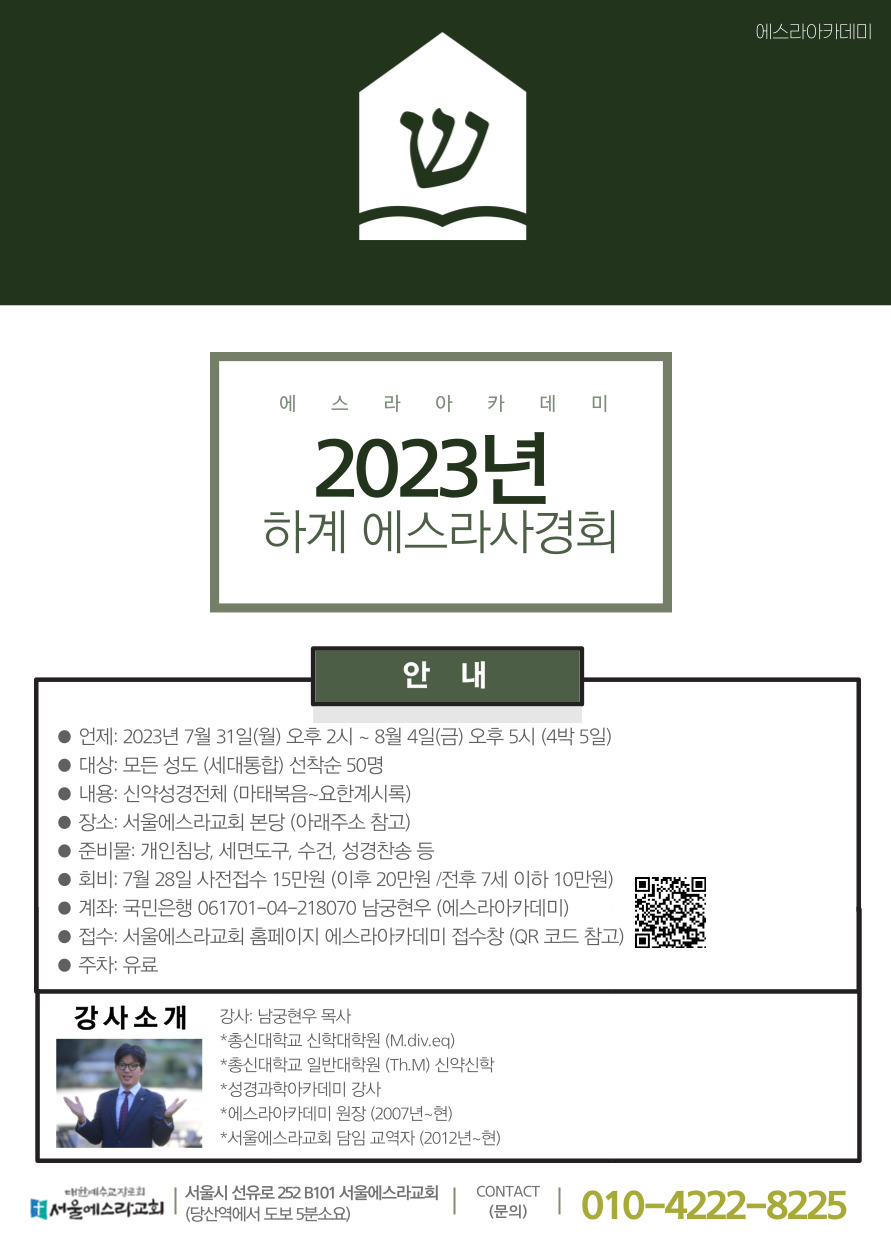 에스라아카데미
ש
에 스 라 아 카 데 미
2023년
하계 에스라사경회
안 내
● 언제: 2023년 7월 31일(월) 오후 2시 ~ 8월 4일(금) 오후 5시 (4박 5일)
● 대상: 모든 성도 (세대통합) 선착순 50명
● 내용: 신약성경전체 (마태복음~요한계시록)
● 장소: 서울에스라교회 본당 (아래주소 참고)
● 준비물: 개인침낭, 세면도구, 수건, 성경찬송 등
● 회비: 7월 28일 사전접수 15만원 (이후 20만원 /전후 7세 이하 10만원)
● 계좌: 국민은행 061701-04-218070 남궁현우 (에스라아카데미)
● 접수: 서울에스라교회 홈페이지 에스라아카데미 접수창 (QR 코드 참고)
● 주차: 유료
강사소개
강사: 남궁현우 목사
*총신대학교 신학대학원 (M.div.eq)
*총신대학교 일반대학원 (Th.M) 신약신학
*성경과학아카데미 강사
*에스라아카데미 원장 (2007년~현)
*서울에스라교회 담임 교역자 (2012년~현)
대한예수교장로회
서울에스라교회
서울시 선유로 252 B101 서울에스라교회
(당산역에서 도보 5분소요)
CONTACT
(문의)
010-4222-8225